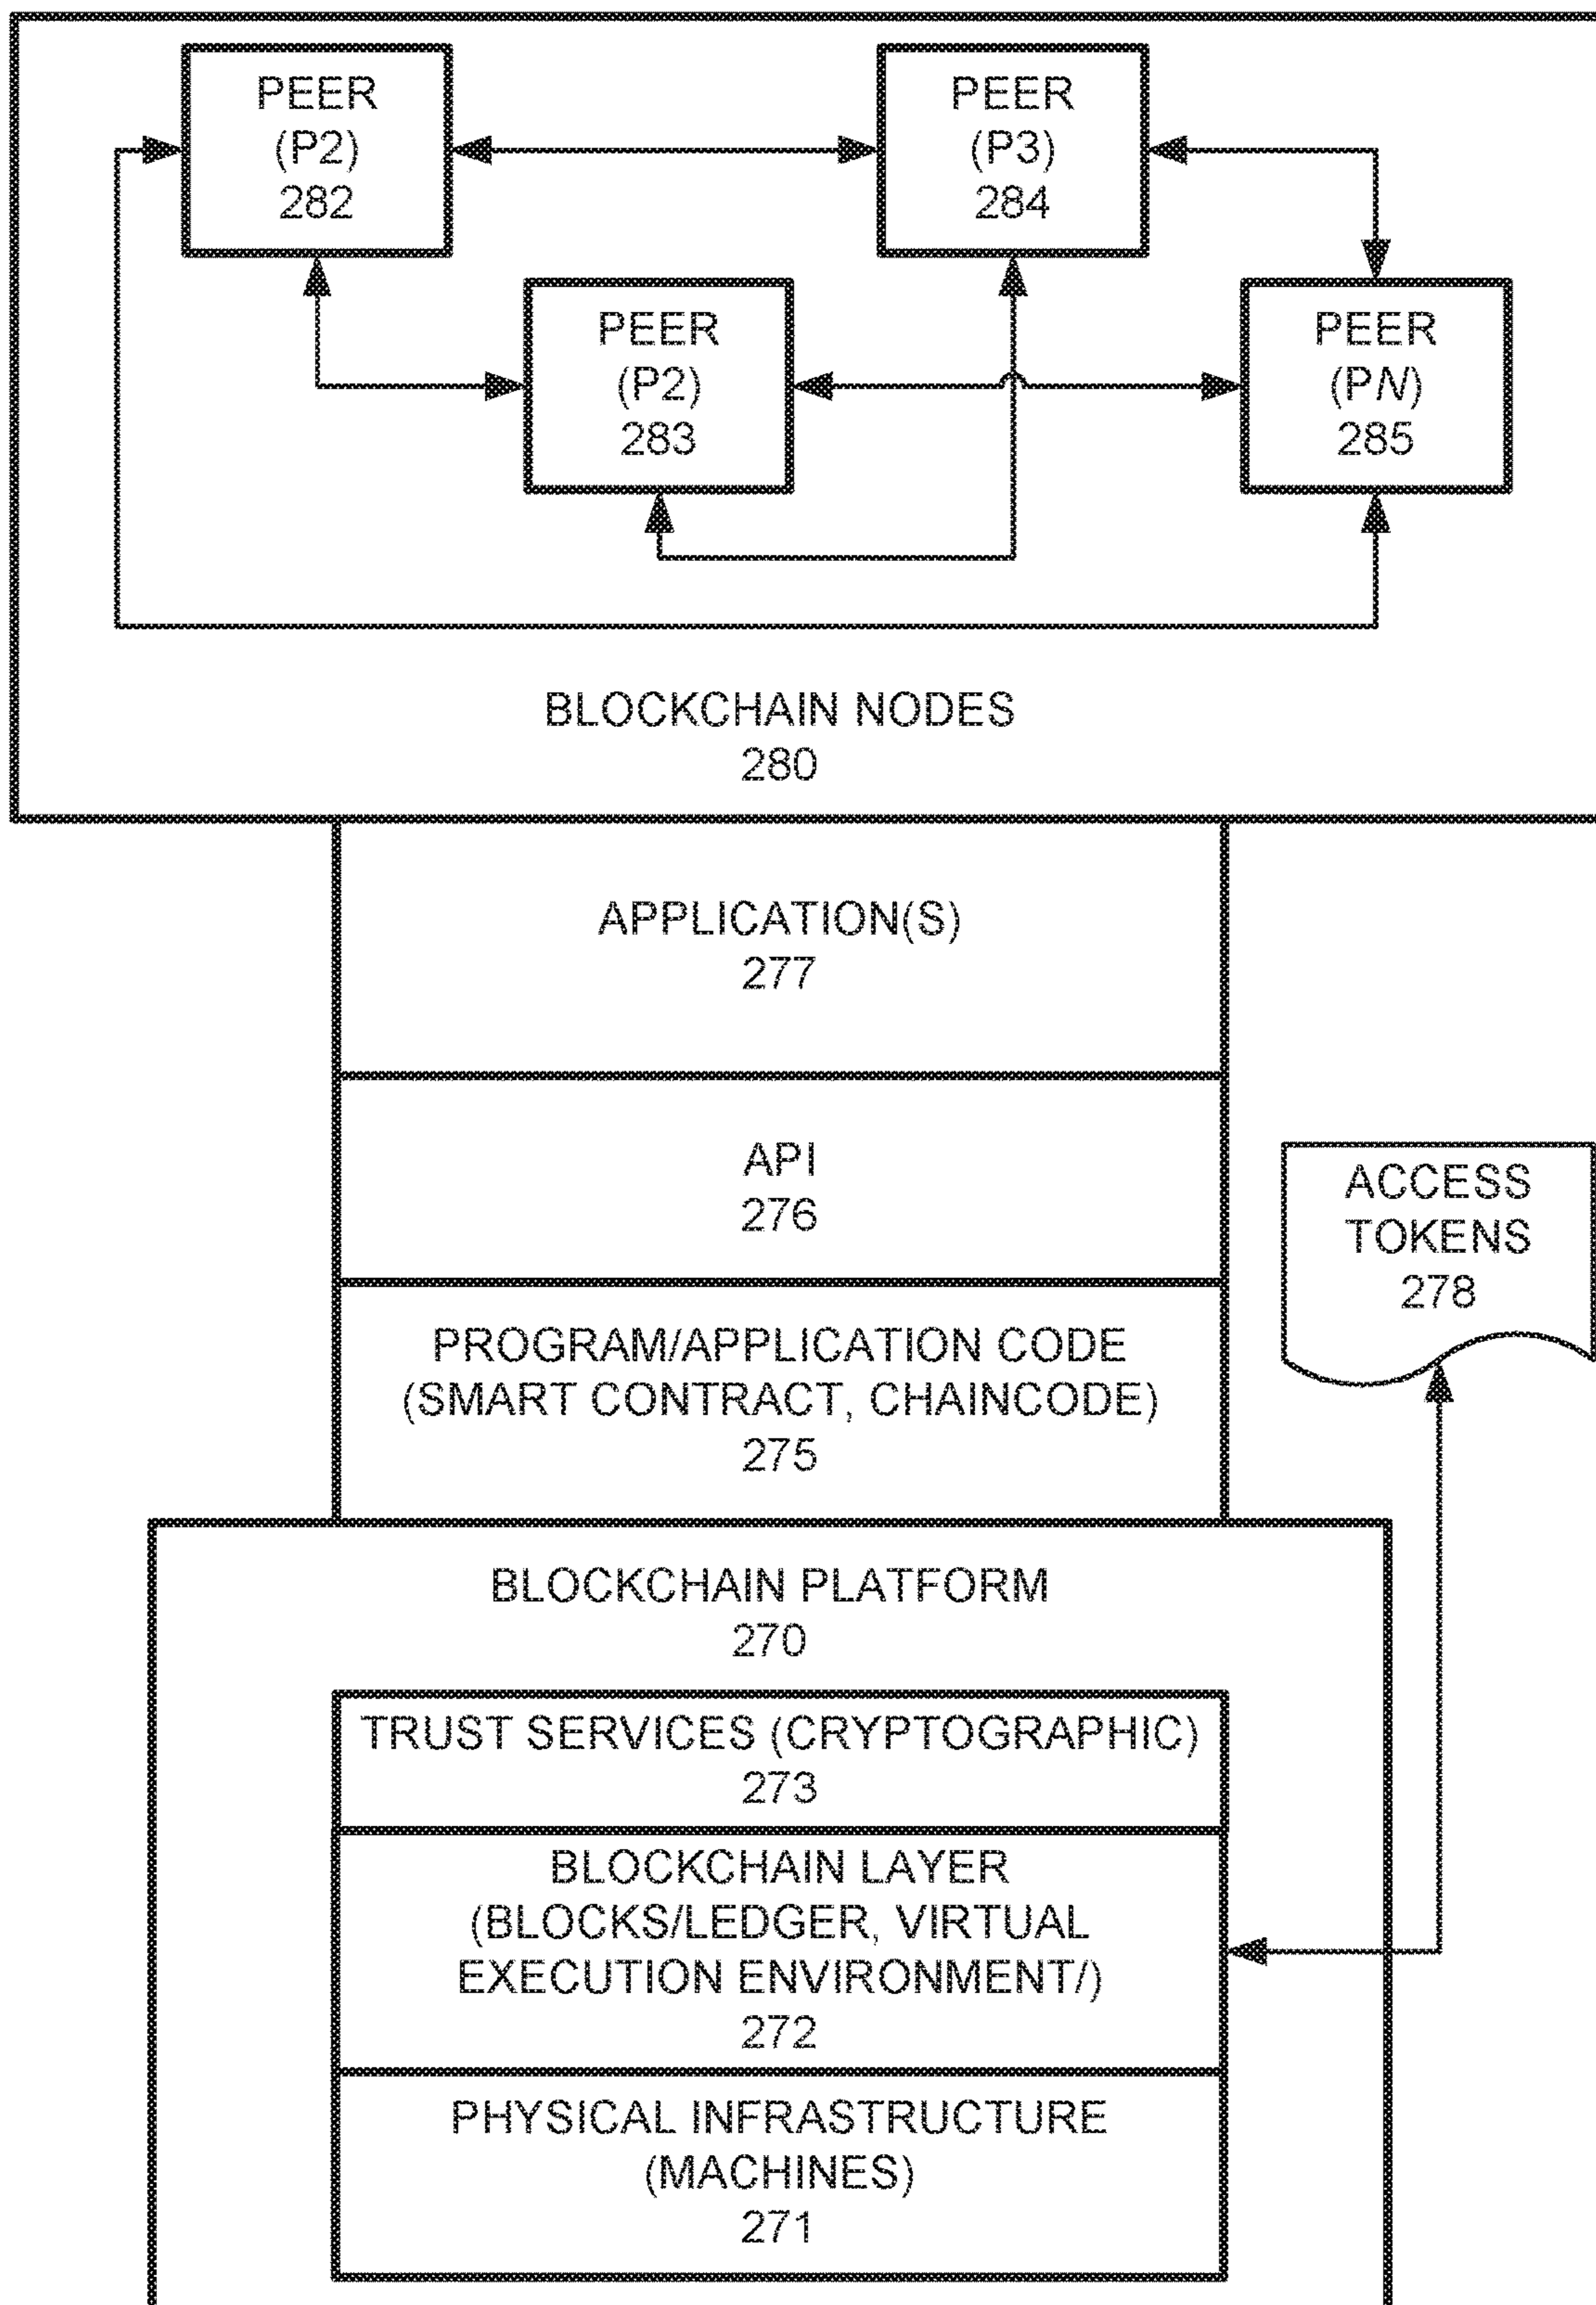 PEER
(P2)
282
PEER
(P3)
284
PEER
(P2)
283
PEER
(PN)
285
BLOCKCHAIN NODES
280
APPLICATION(S)
277
API
276
ACCESS
TOKENS
278
PROGRAM/APPLICATION CODE
(SMART CONTRACT, CHAINCODE)
275
BLOCKCHAIN PLATFORM
270
TRUST SERVICES (CRYPTOGRAPHIC)
273
BLOCKCHAIN LAYER
(BLOCKS/LEDGER, VIRTUAL
EXECUTION ENVIRONMENT/)
272
PHYSICAL INFRASTRUCTURE
(MACHINES)
271